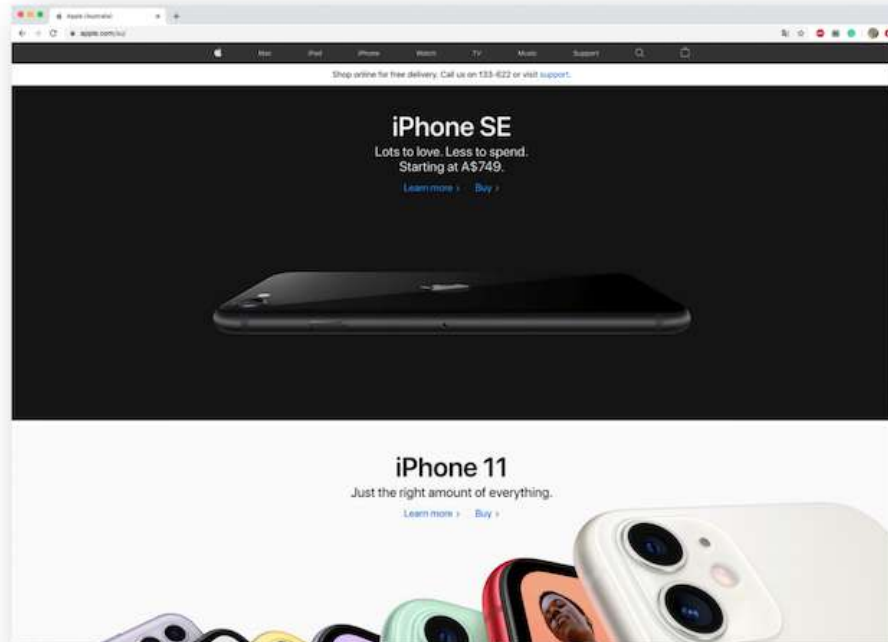 Apple (Australia)
apple.com/au/
Mac iPad iPhone Watch TV Music Support
Shop online for free delivery. Call us on 133-622 or visit support.
iPhone SE
Lots to love. Less to spend.
Starting at A$749.
Learn more > Buy >
iPhone 11
Just the right amount of everything.
Learn more > Buy >